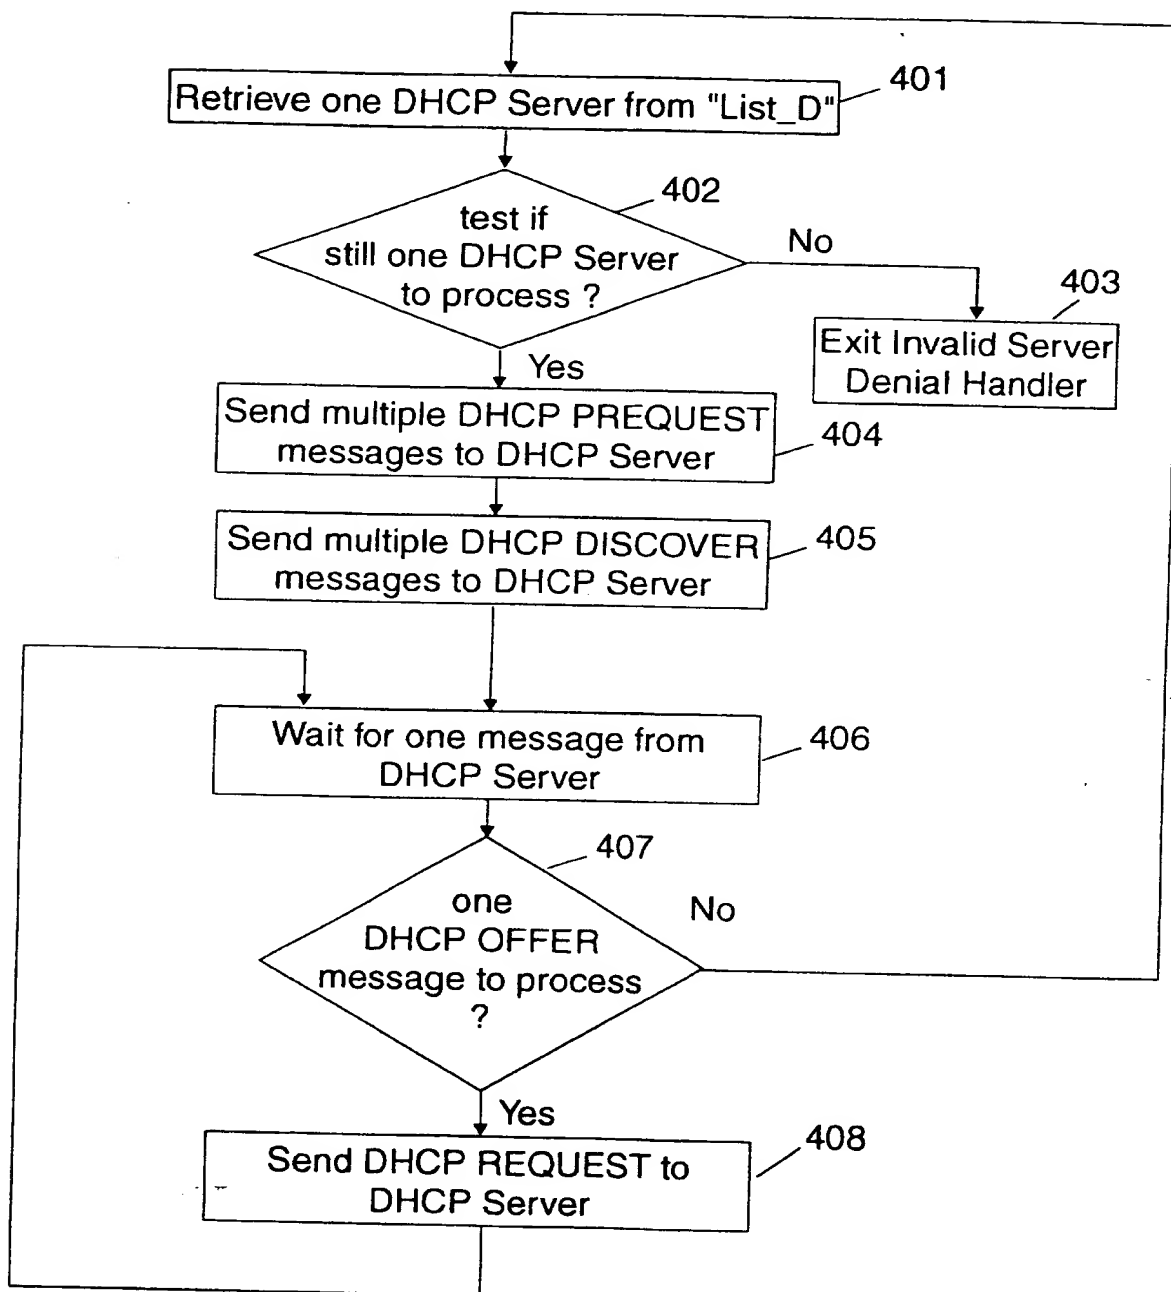 Retrieve one DHCP Server from "List_D"
401
402
test if
still one DHCP Server
to process ?
No
403
Exit Invalid Server
Denial Handler
Yes
Send multiple DHCP PREQUEST
messages to DHCP Server
404
Send multiple DHCP DISCOVER
messages to DHCP Server
405
Wait for one message from
DHCP Server
406
407
one
DHCP OFFER
message to process
?
No
Yes
408
Send DHCP REQUEST to
DHCP Server